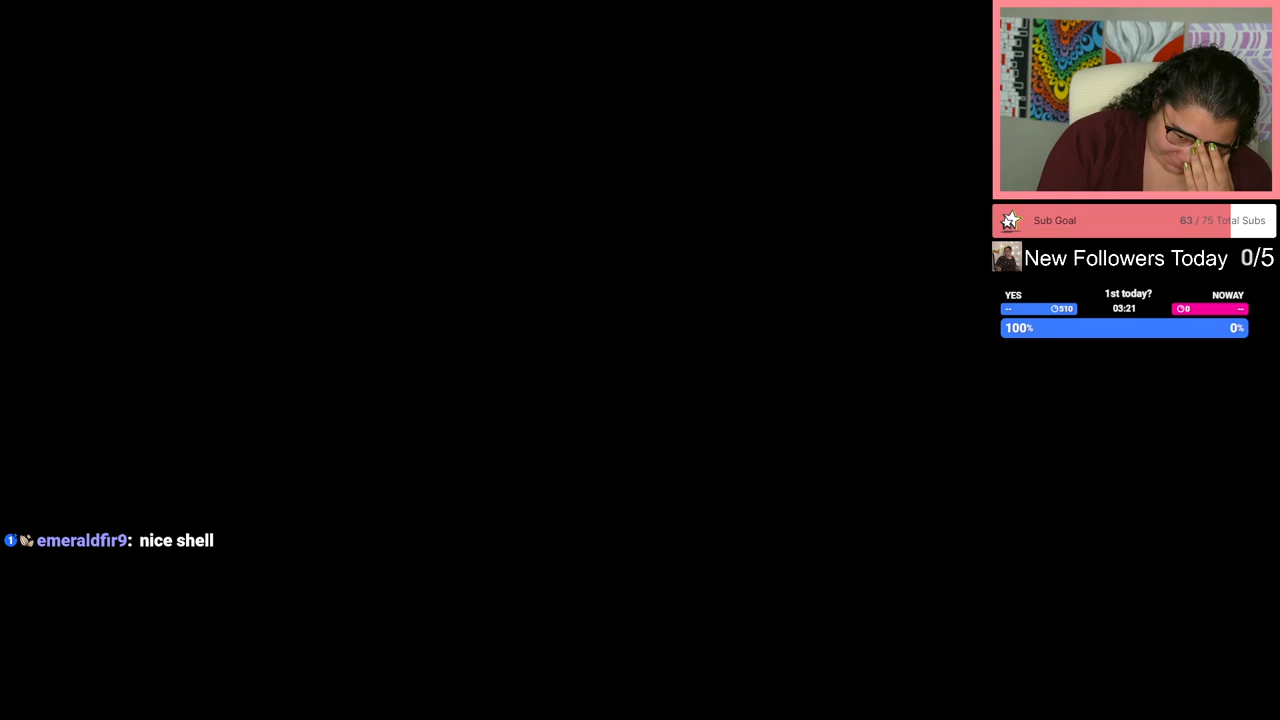 Sub Goal 63 / 75 Total Subs
New Followers Today 0/5
YES 1st today? NOWAY
-- 510 03:21 0 --
100% 0%
1 emeraldfir9: nice shell